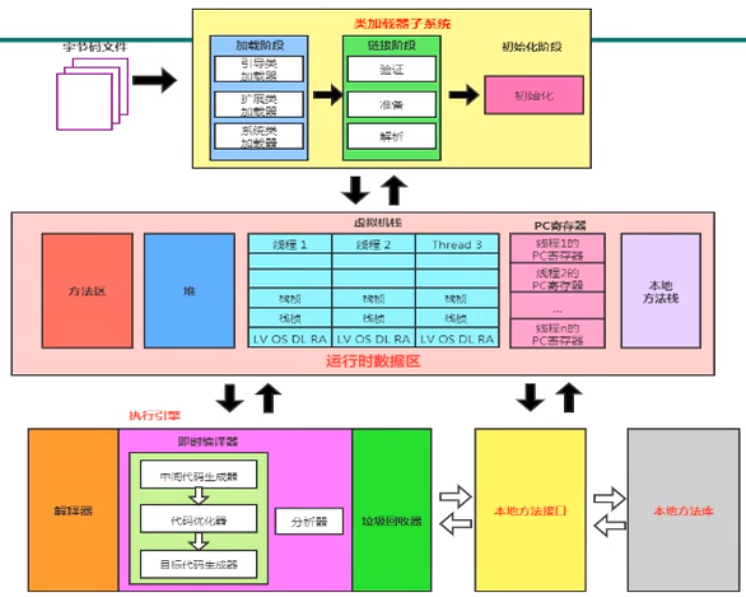 类加载器子系统
字节码文件
加载阶段
引导类
加载器
扩展类
加载器
系统类
加载器
链接阶段
验证
准备
解析
初始化阶段
初始化
虚拟机栈
PC寄存器
方法区
堆
线程 1
线程 2
Thread 3
栈帧
栈帧
栈帧
栈帧
栈帧
栈帧
LV OS DL RA
LV OS DL RA
LV OS DL RA
线程1的
PC寄存器
线程2的
PC寄存器
...
线程n的
PC寄存器
本地
方法栈
运行时数据区
执行引擎
解释器
即时编译器
中间代码生成器
代码优化器
目标代码生成器
分析器
垃圾回收器
本地方法接口
本地方法库